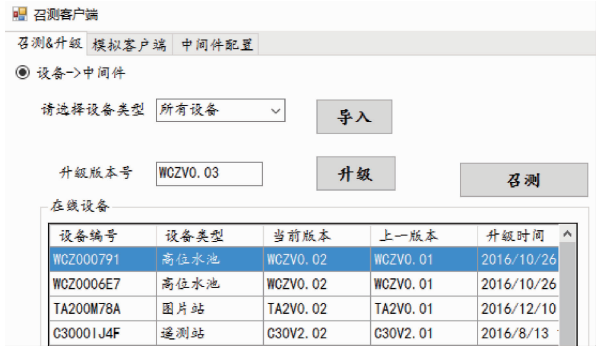 召测客户端
召测&升级 模拟客户端 中间件配置
设备->中间件
请选择设备类型 所有设备 导入
升级版本号 WCZV0.03 升级 召测
在线设备
设备编号 设备类型 当前版本 上一版本 升级时间
WCZ000791 高位水池 WCZV0.02 WCZV0.01 2016/10/26
WCZ0006E7 高位水池 WCZV0.02 WCZV0.01 2016/10/26
TA200M78A 图片站 TA2V0.02 TA2V0.01 2016/12/10
C3000IJ4F 遥测站 C30V2.02 C30V2.01 2016/8/13